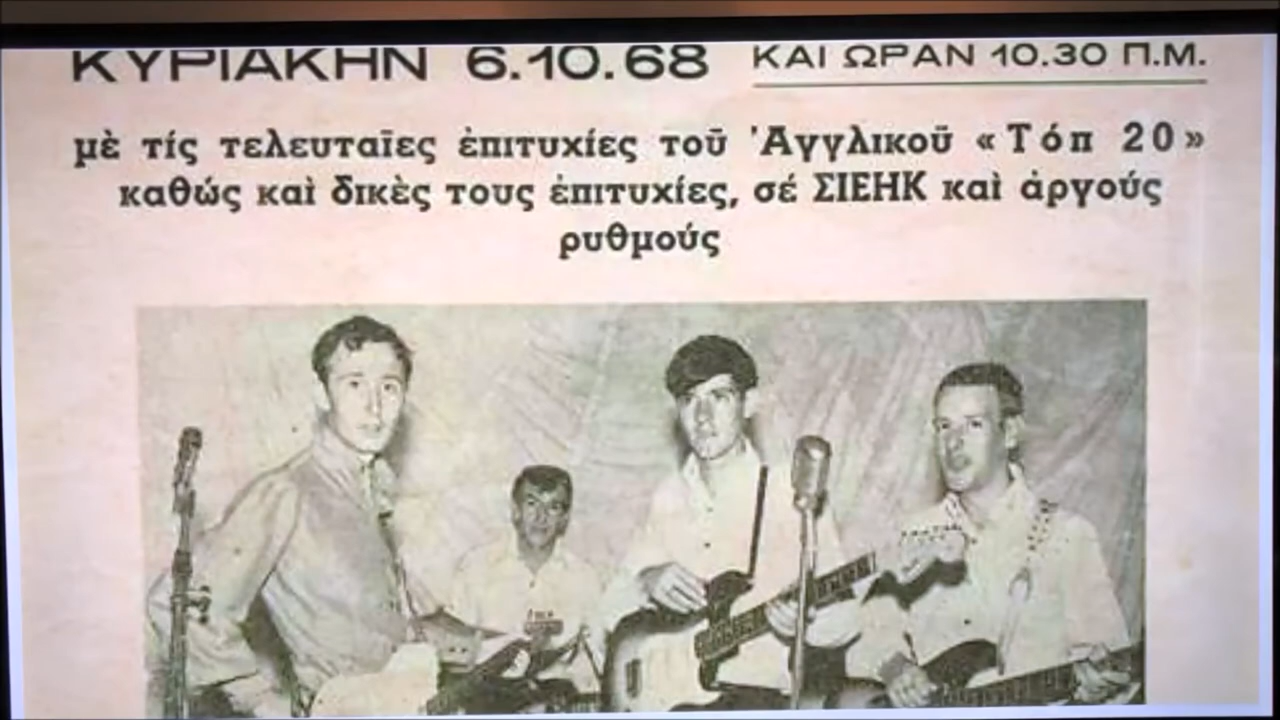 ΚΥΡΙΑΚΗΝ 6.10.68 ΚΑΙ ΩΡΑΝ 10.30 Π.Μ.
μὲ τίς τελευταῖες ἐπιτυχίες τοῦ Ἀγγλικοῦ «Τόπ 20»
καθώς καὶ δικὲς τους ἐπιτυχίες, σέ ΣΙΕΗΚ καὶ ἀργούς
ρυθμούς